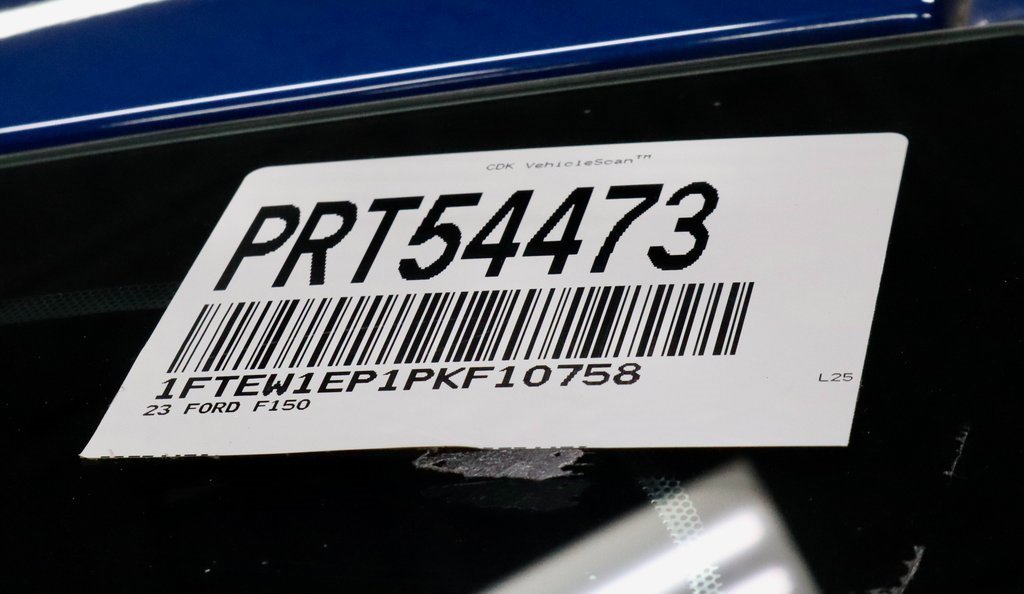 CDK VehicleScan™
PRT54473
1FTEW1EP1PKF10758
23 FORD F150
L25